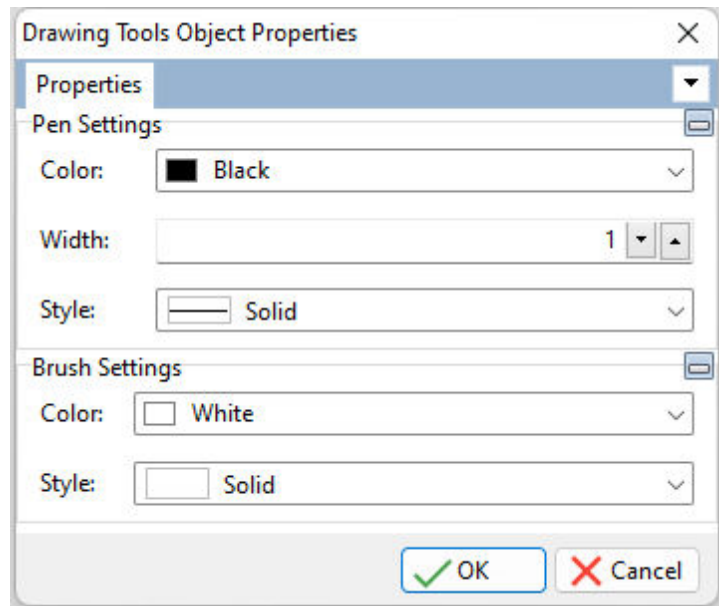 Drawing Tools Object Properties
Properties
Pen Settings
Color: Black
Width: 1
Style: Solid
Brush Settings
Color: White
Style: Solid
OK Cancel